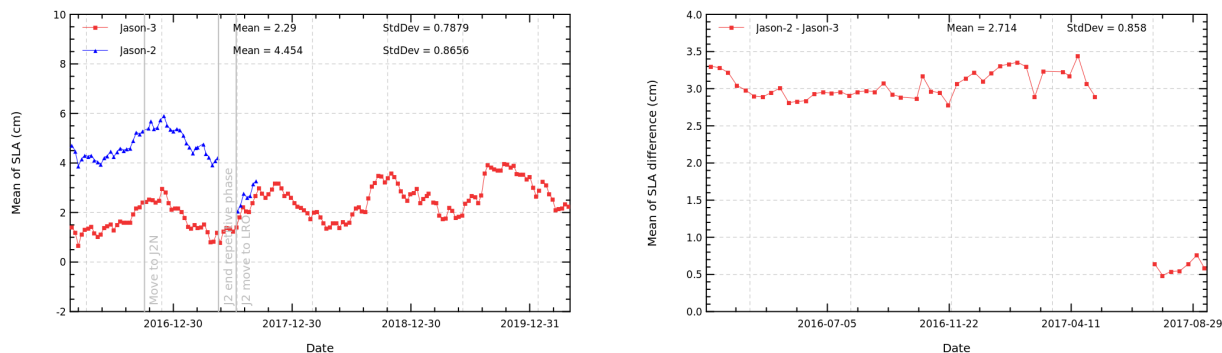 Jason-3 Mean = 2.29 StdDev = 0.7879
Jason-2 Mean = 4.454 StdDev = 0.8656
10
8
6
4
2
0
-2
Mean of SLA (cm)
Move to J2N
J2 end repetitive phase
J2 move to LRO
2016-12-30 2017-12-30 2018-12-30 2019-12-31
Date
Jason-2 - Jason-3 Mean = 2.714 StdDev = 0.858
4.0
3.5
3.0
2.5
2.0
1.5
1.0
0.5
0.0
Mean of SLA difference (cm)
2016-07-05 2016-11-22 2017-04-11 2017-08-29
Date